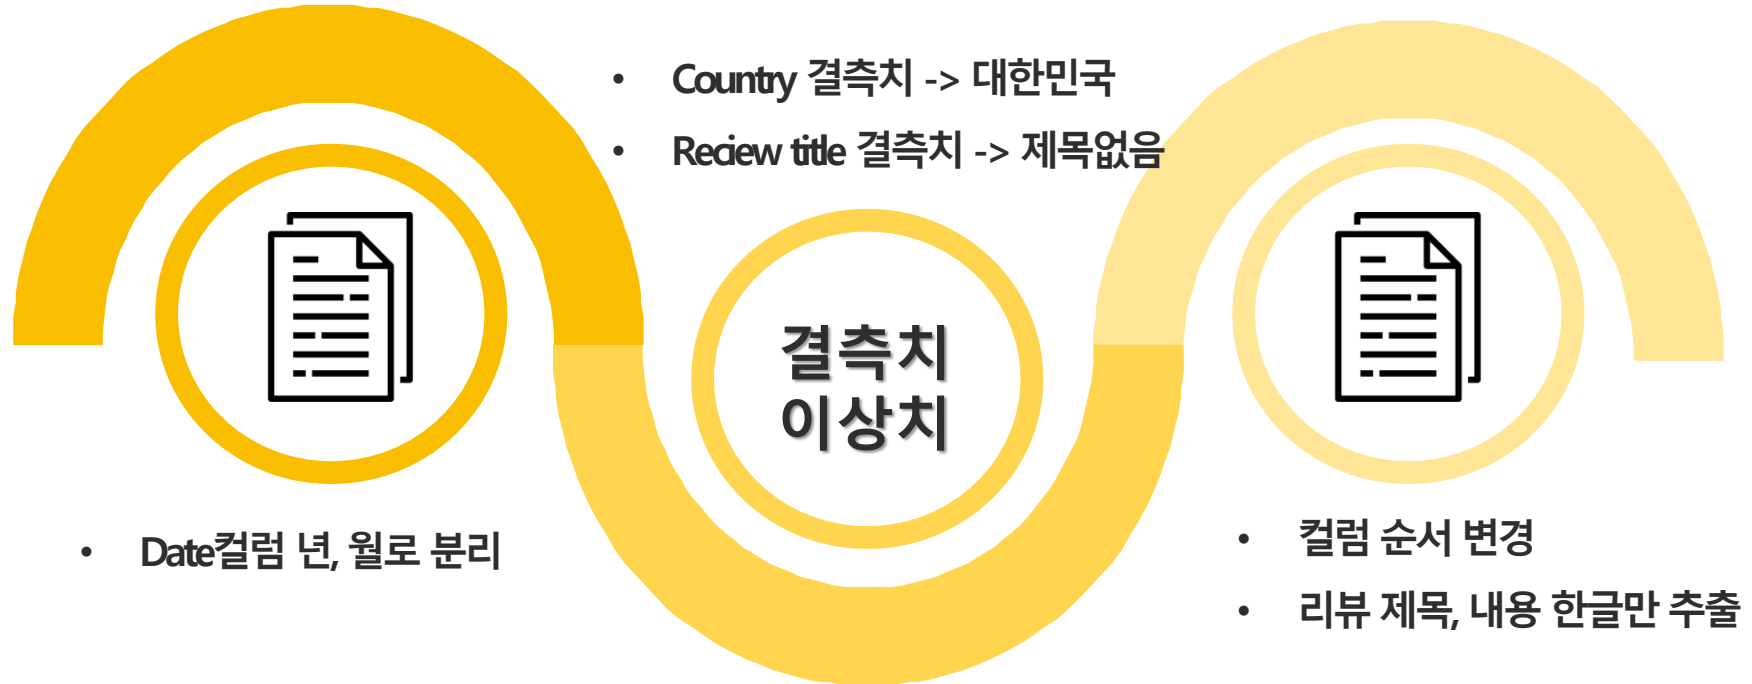 • Country 결측치 -> 대한민국
• Reciew title 결측치 -> 제목없음
결측치
이상치
• Date컬럼 년, 월로 분리
• 컬럼 순서 변경
• 리뷰 제목, 내용 한글만 추출